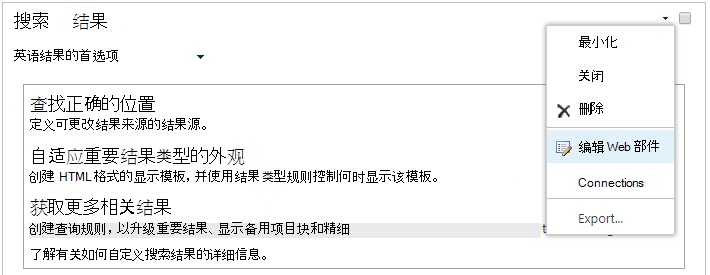 搜索 结果
英语结果的首选项
查找正确的位置
定义可更改结果来源的结果源。
自适应重要结果类型的外观
创建 HTML格式的显示模板，并使用结果类型规则控制何时显示该模板。
获取更多相关结果
创建查询规则，以升级重要结果、显示备用项目块和精细
了解有关如何自定义搜索结果的详细信息。
最小化
关闭
删除
编辑 Web 部件
Connections
Export...